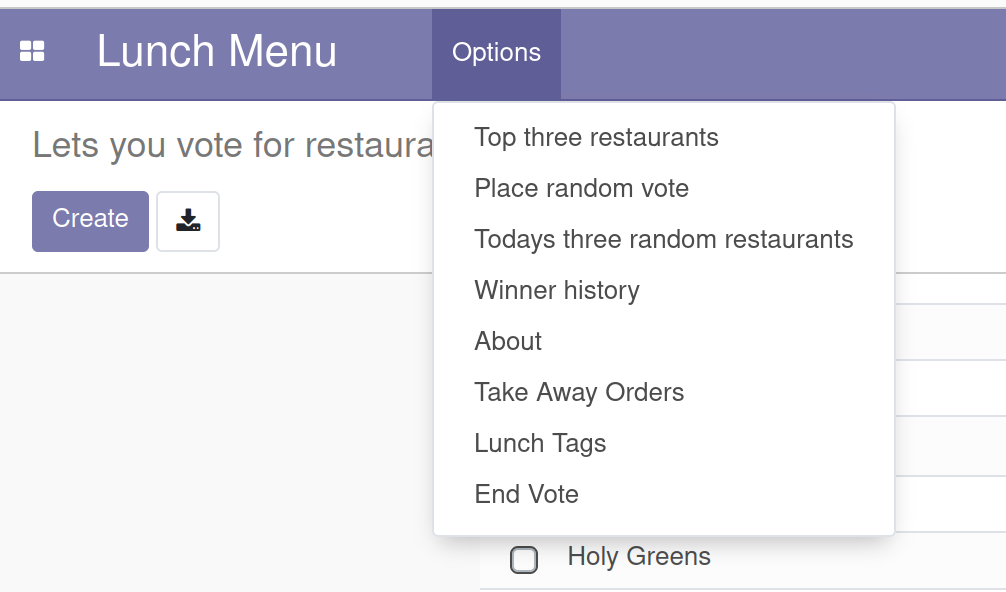 Lunch Menu
Options
Lets you vote for
Create
Top three restaurants
Place random vote
Todays three random restaurants
Winner history
About
Take Away Orders
Lunch Tags
End Vote
Holy Greens